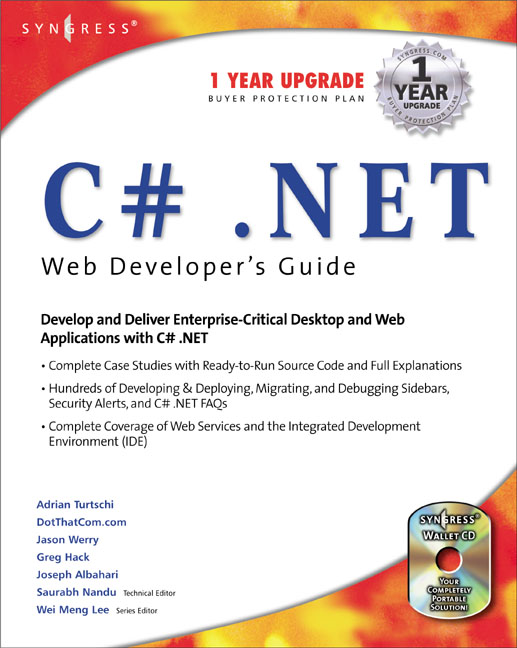 SYNGRESS®
1 YEAR UPGRADE
BUYER PROTECTION PLAN
SYNGRESS.COM
1
YEAR
UPGRADE
BUYER PROTECTION PLAN
C# .NET
Web Developer's Guide
Develop and Deliver Enterprise-Critical Desktop and Web
Applications with C# .NET
• Complete Case Studies with Ready-to-Run Source Code and Full Explanations
• Hundreds of Developing & Deploying, Migrating, and Debugging Sidebars,
Security Alerts, and C# .NET FAQs
• Complete Coverage of Web Services and the Integrated Development
Environment (IDE)
Adrian Turtschi
DotThatCom.com
Jason Werry
Greg Hack
Joseph Albahari
Saurabh Nandu Technical Editor
Wei Meng Lee Series Editor
SYNGRESS®
WALLET CD
YOUR
COMPLETELY
PORTABLE
SOLUTION!